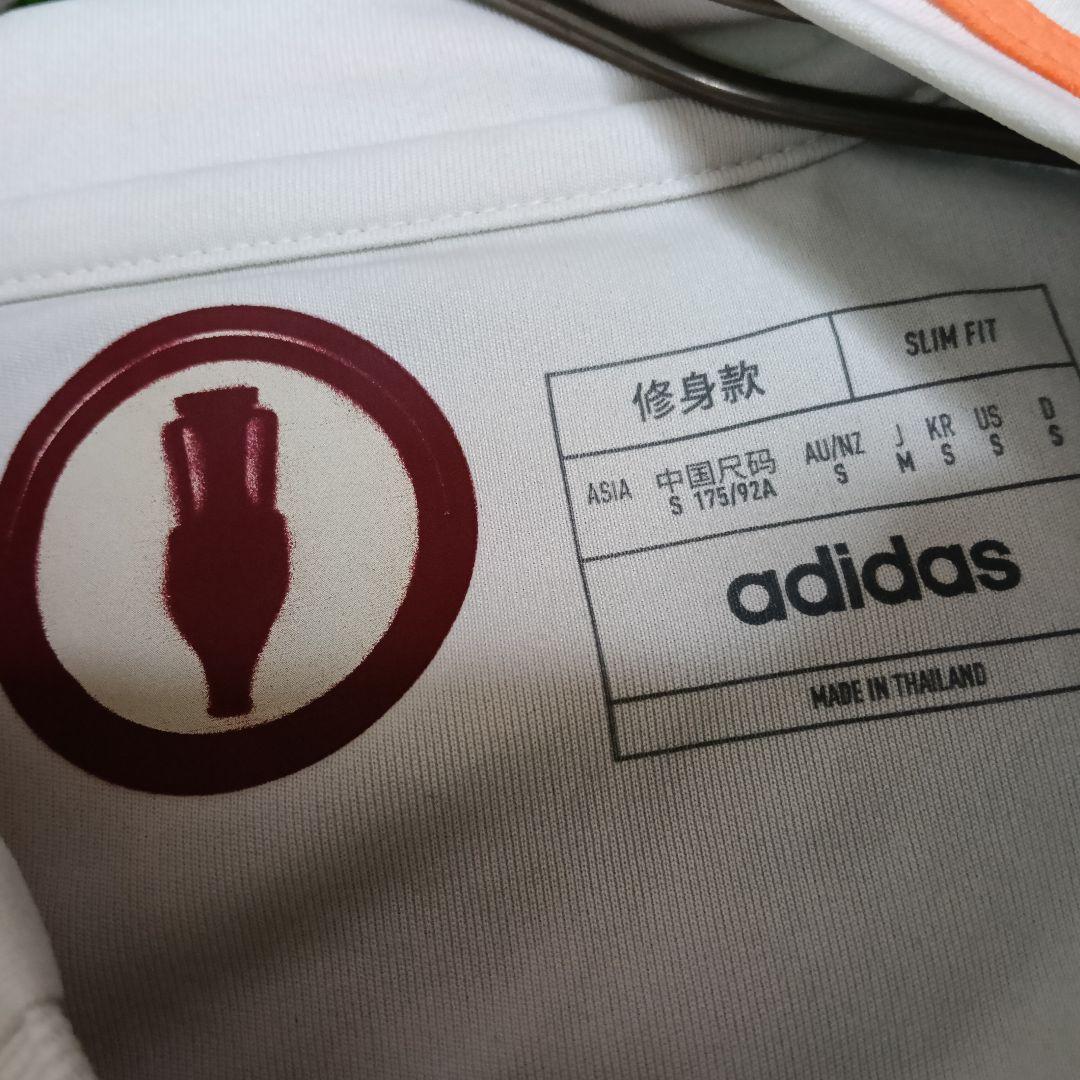 修身款 SLIM FIT
ASIA 中国尺码 AU/NZ J KR US D
S 175/92A S M S S S
adidas
MADE IN THAILAND